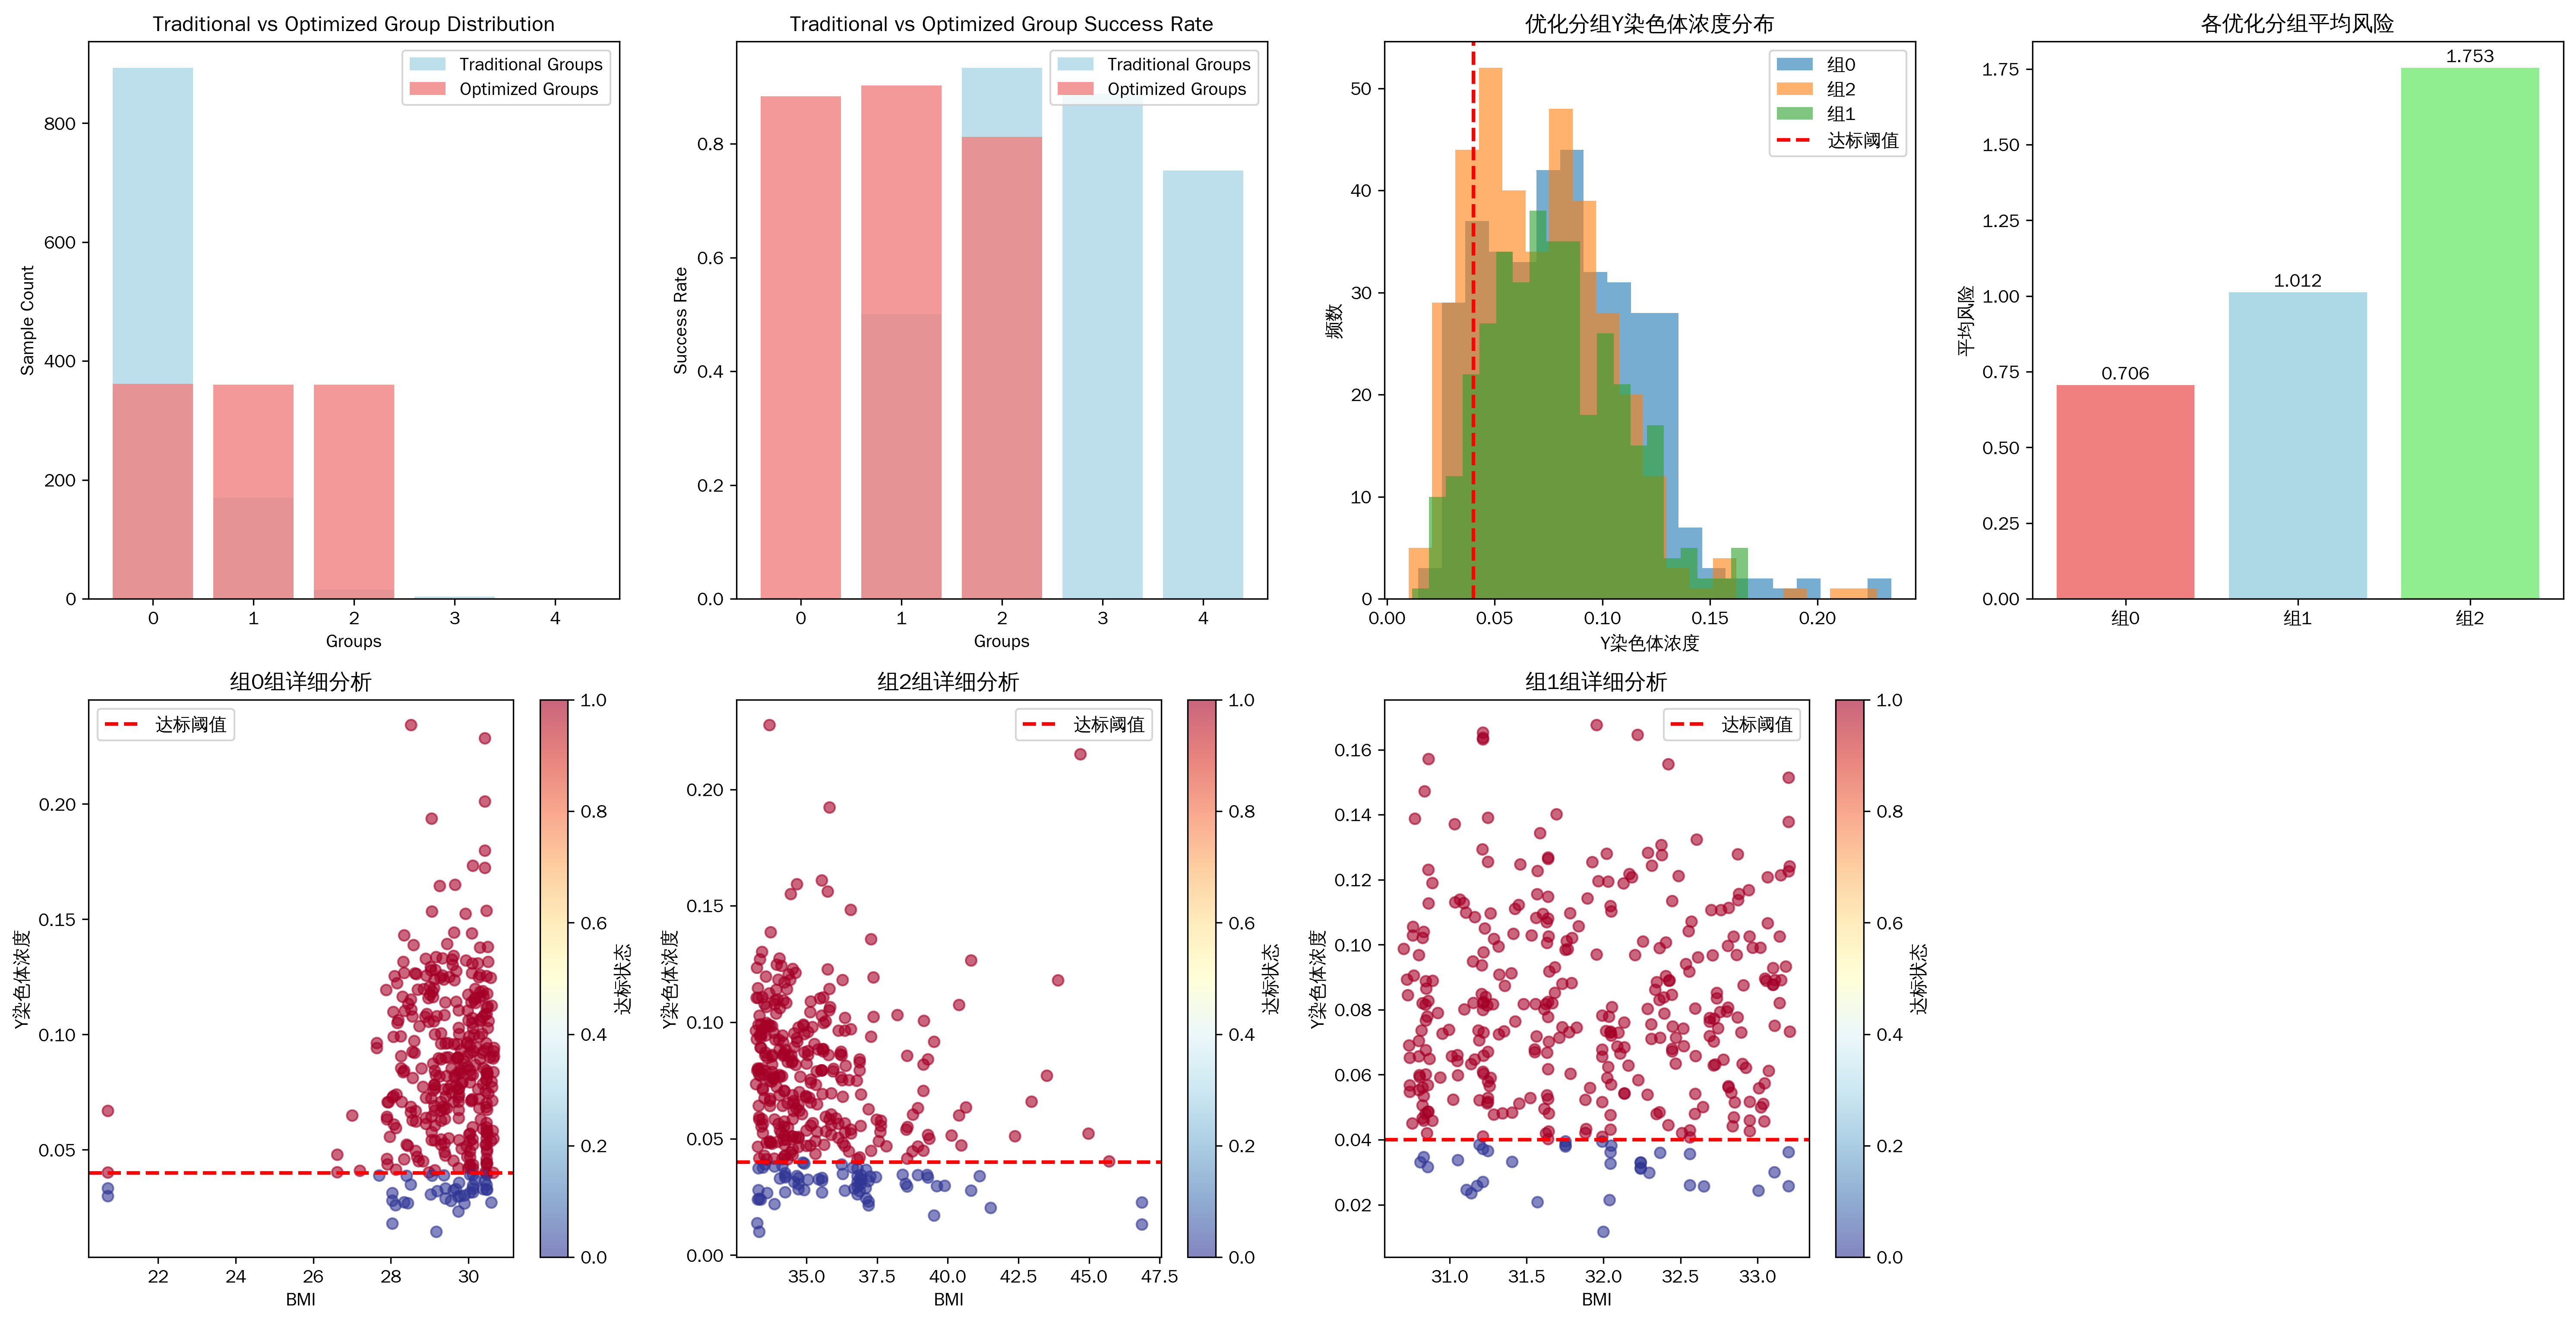 Traditional vs Optimized Group Distribution
Traditional Groups
Optimized Groups
Sample Count
800
600
400
200
0
0 1 2 3 4
Groups
Traditional vs Optimized Group Success Rate
Traditional Groups
Optimized Groups
Success Rate
0.8
0.6
0.4
0.2
0.0
0 1 2 3 4
Groups
优化分组Y染色体浓度分布
组0
组2
组1
达标阈值
频数
50
40
30
20
10
0
0.00 0.05 0.10 0.15 0.20
Y染色体浓度
各优化分组平均风险
平均风险
1.75
1.50
1.25
1.00
0.75
0.50
0.25
0.00
0.706
1.012
1.753
组0 组1 组2
组0组详细分析
达标阈值
Y染色体浓度
0.20
0.15
0.10
0.05
22 24 26 28 30
BMI
1.0
0.8
0.6
0.4
0.2
0.0
达标状态
组2组详细分析
达标阈值
Y染色体浓度
0.20
0.15
0.10
0.05
0.00
35.0 37.5 40.0 42.5 45.0 47.5
BMI
1.0
0.8
0.6
0.4
0.2
0.0
达标状态
组1组详细分析
达标阈值
Y染色体浓度
0.16
0.14
0.12
0.10
0.08
0.06
0.04
0.02
31.0 31.5 32.0 32.5 33.0
BMI
1.0
0.8
0.6
0.4
0.2
0.0
达标状态